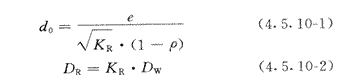 d₀ = e / √K_R · (1 − ρ) (4.5.10-1)
D_R = K_R · D_W (4.5.10-2)